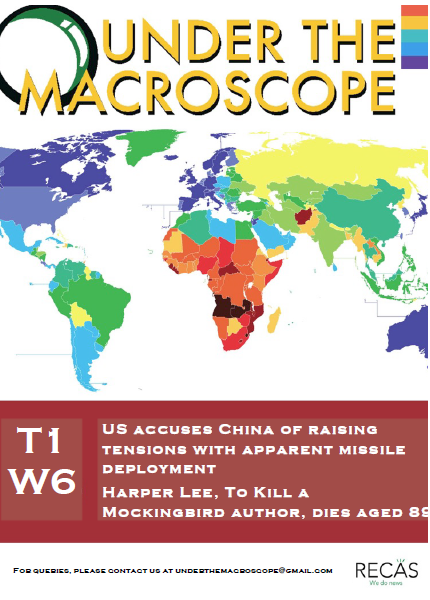 UNDER THE
MACROSCOPE
T1
W6
US accuses China of raising
tensions with apparent missile
deployment
Harper Lee, To Kill a
Mockingbird author, dies aged 89
For queries, please contact us at underthemacroscope@gmail.com
RECAS
We do news